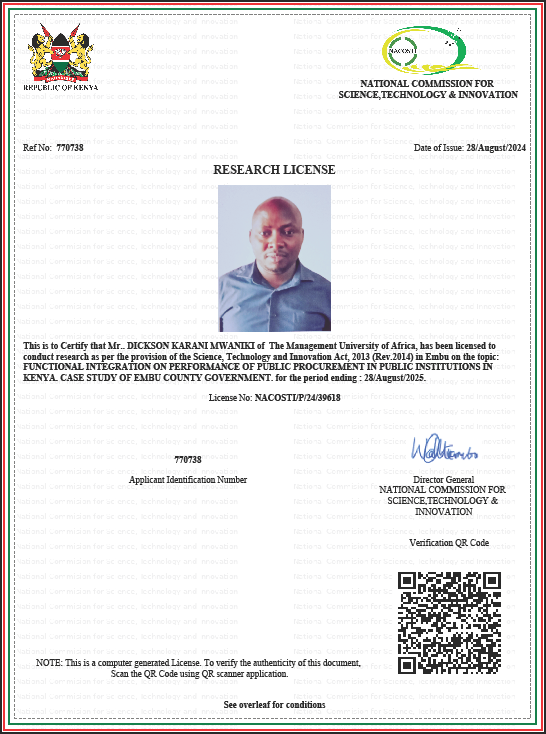 REPUBLIC OF KENYA
NACOSTI
NATIONAL COMMISSION FOR
SCIENCE,TECHNOLOGY & INNOVATION
Ref No: 770738
Date of Issue: 28/August/2024
RESEARCH LICENSE
This is to Certify that Mr.. DICKSON KARANI MWANIKI of The Management University of Africa, has been licensed to
conduct research as per the provision of the Science, Technology and Innovation Act, 2013 (Rev.2014) in Embu on the topic:
FUNCTIONAL INTEGRATION ON PERFORMANCE OF PUBLIC PROCUREMENT IN PUBLIC INSTITUTIONS IN
KENYA. CASE STUDY OF EMBU COUNTY GOVERNMENT. for the period ending : 28/August/2025.
License No: NACOSTI/P/24/39618
770738
Applicant Identification Number
Director General
NATIONAL COMMISSION FOR
SCIENCE,TECHNOLOGY &
INNOVATION
Verification QR Code
NOTE: This is a computer generated License. To verify the authenticity of this document,
Scan the QR Code using QR scanner application.
See overleaf for conditions